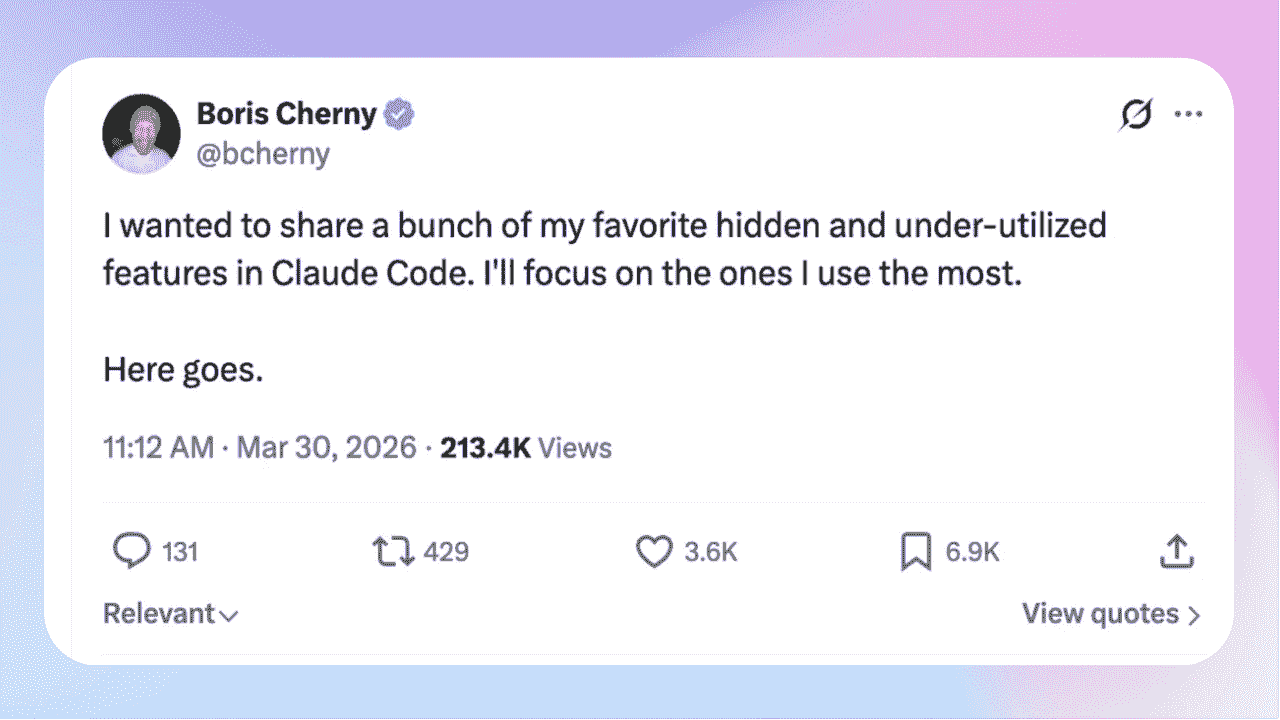 Boris Cherny
@bcherny
I wanted to share a bunch of my favorite hidden and under-utilized
features in Claude Code. I'll focus on the ones I use the most.
Here goes.
11:12 AM · Mar 30, 2026 · 213.4K Views
131 429 3.6K 6.9K
Relevant View quotes